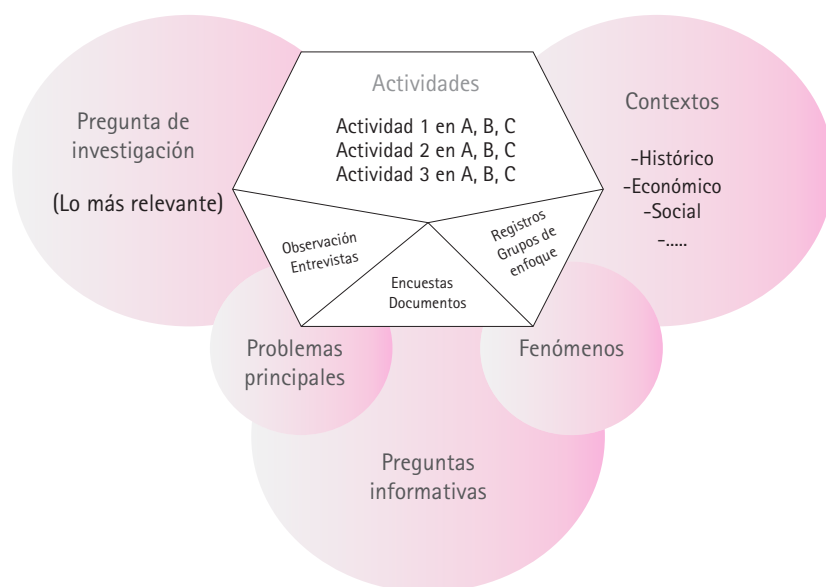 Actividades
Actividad 1 en A, B, C
Actividad 2 en A, B, C
Actividad 3 en A, B, C
Pregunta de
investigación
(Lo más relevante)
Contextos
-Histórico
-Económico
-Social
-.....
Observación
Entrevistas
Encuestas
Documentos
Registros
Grupos de
enfoque
Problemas
principales
Fenómenos
Preguntas
informativas